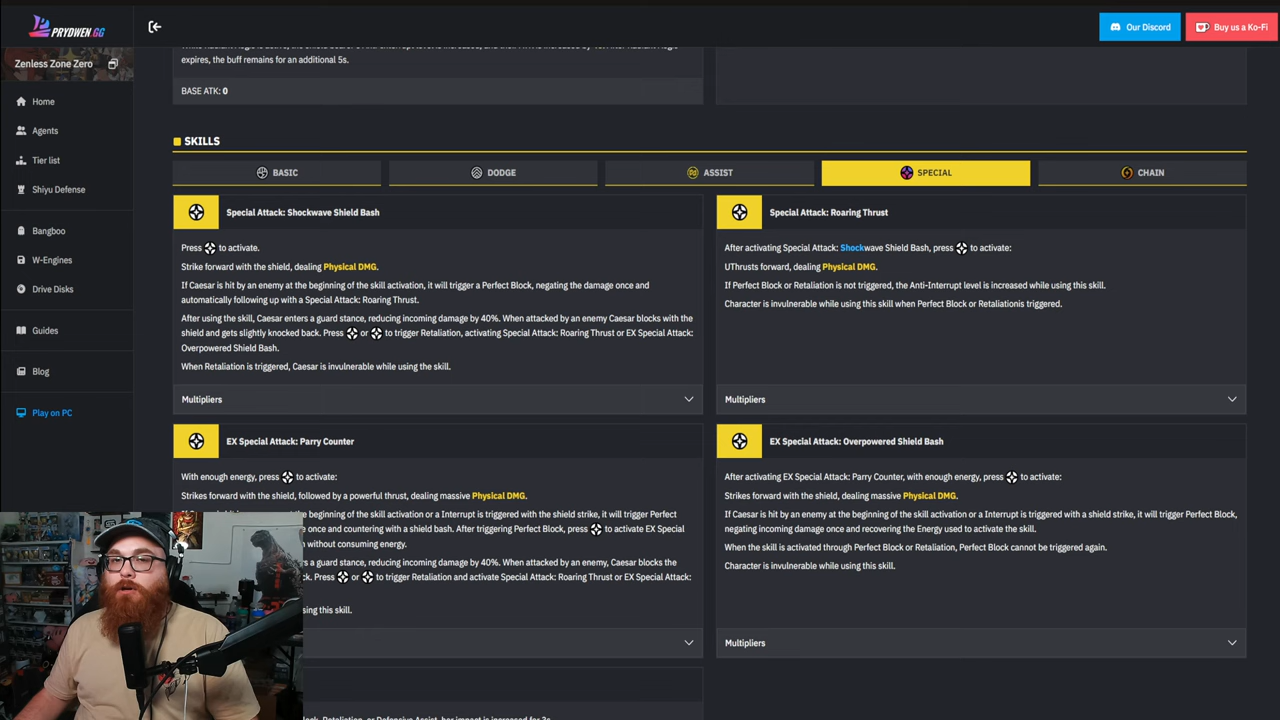 PRYDWEN.GG
Our Discord
Buy us a Ko-Fi
Zenless Zone Zero
Home
Agents
Tier list
Shiyu Defense
Bangboo
W-Engines
Drive Disks
Guides
Blog
Play on PC
expires, the buff remains for an additional 5s.
BASE ATK: 0
SKILLS
BASIC
DODGE
ASSIST
SPECIAL
CHAIN
Special Attack: Shockwave Shield Bash
Press to activate.
Strike forward with the shield, dealing Physical DMG.
If Caesar is hit by an enemy at the beginning of the skill activation, it will trigger a Perfect Block, negating the damage once and
automatically following up with a Special Attack: Roaring Thrust.
After using the skill, Caesar enters a guard stance, reducing incoming damage by 40%. When attacked by an enemy Caesar blocks with the
shield and gets slightly knocked back. Press or to trigger Retaliation, activating Special Attack: Roaring Thrust or EX Special Attack:
Overpowered Shield Bash.
When Retaliation is triggered, Caesar is invulnerable while using the skill.
Multipliers
Special Attack: Roaring Thrust
After activating Special Attack: Shockwave Shield Bash, press to activate:
UThrusts forward, dealing Physical DMG.
If Perfect Block or Retaliation is not triggered, the Anti-Interrupt level is increased while using this skill.
Character is invulnerable while using this skill when Perfect Block or Retaliationis triggered.
Multipliers
EX Special Attack: Parry Counter
With enough energy, press to activate:
Strikes forward with the shield, followed by a powerful thrust, dealing massive Physical DMG.
at the beginning of the skill activation or a Interrupt is triggered with the shield strike, it will trigger Perfect
once and countering with a shield bash. After triggering Perfect Block, press to activate EX Special
without consuming energy.
a guard stance, reducing incoming damage by 40%. When attacked by an enemy, Caesar blocks the
Press or to trigger Retaliation and activate Special Attack: Roaring Thrust or EX Special Attack:
using this skill.
EX Special Attack: Overpowered Shield Bash
After activating EX Special Attack: Parry Counter, with enough energy, press to activate:
Strikes forward with the shield, dealing massive Physical DMG.
If Caesar is hit by an enemy at the beginning of the skill activation or a Interrupt is triggered with a shield strike, it will trigger Perfect Block,
negating incoming damage once and recovering the Energy used to activate the skill.
When the skill is activated through Perfect Block or Retaliation, Perfect Block cannot be triggered again.
Character is invulnerable while using this skill.
Multipliers
Retaliation, or Defensive Assist, her impact is increased for 3s.